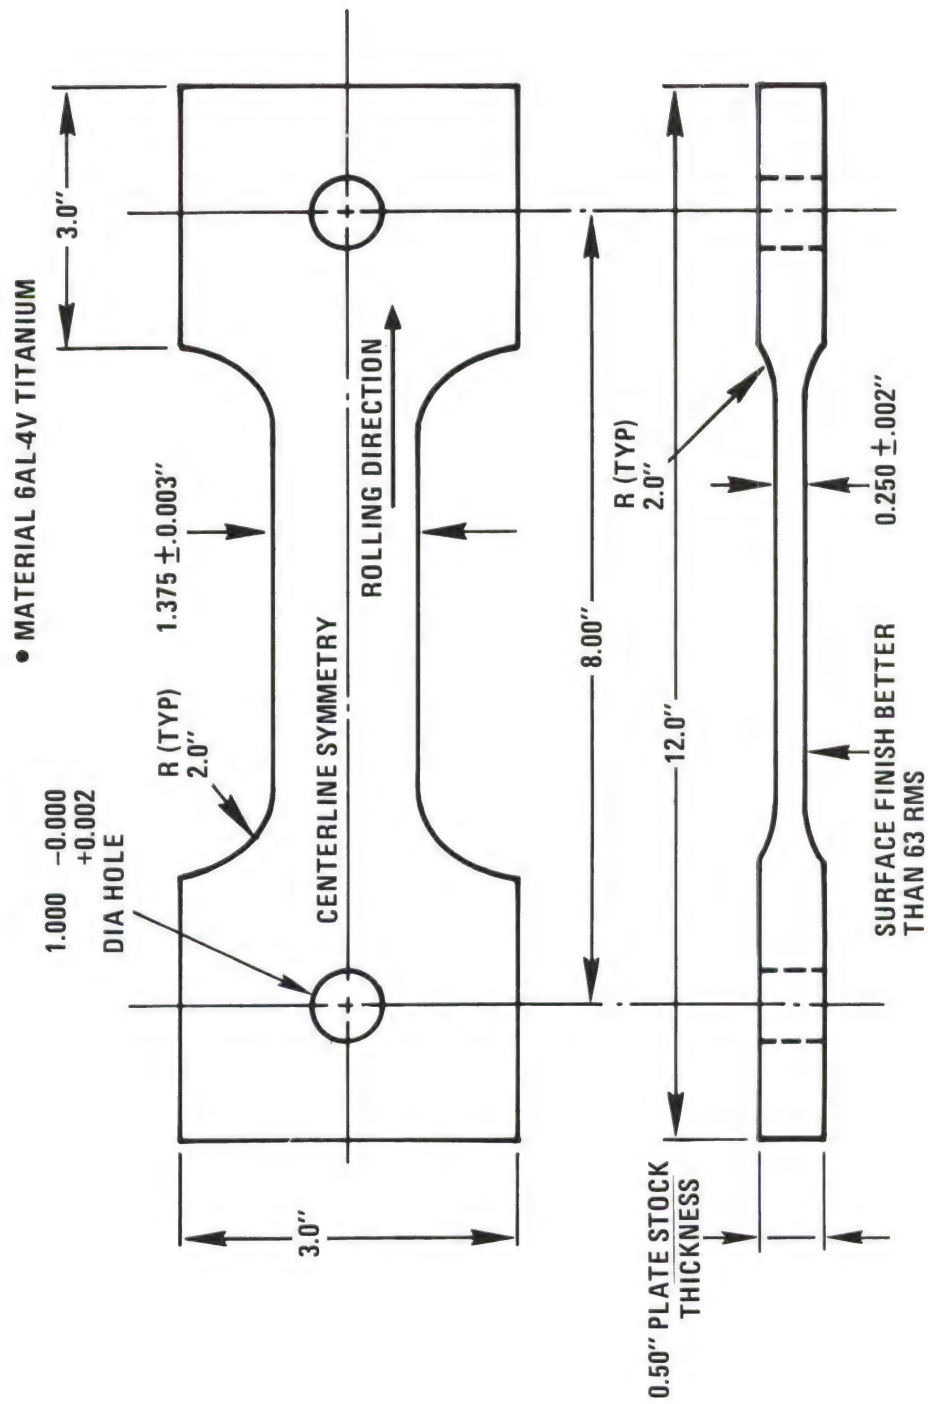 • MATERIAL 6AL-4V TITANIUM
3.0"
1.000 -0.000
+0.002
DIA HOLE
R (TYP)
2.0"
1.375 ±.0.003"
CENTERLINE SYMMETRY
ROLLING DIRECTION
3.0"
8.00"
12.0"
R (TYP)
2.0"
0.50" PLATE STOCK
THICKNESS
SURFACE FINISH BETTER
THAN 63 RMS
0.250 ±.002"